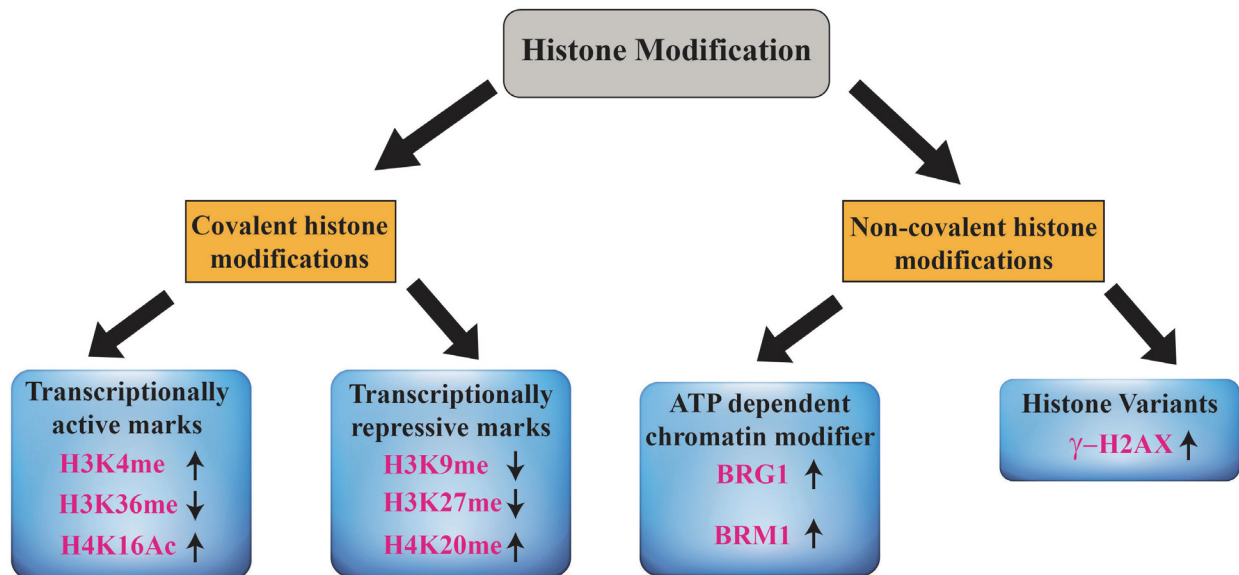 Histone Modification
Covalent histone
modifications
Non-covalent histone
modifications
Transcriptionally
active marks
H3K4me ↑
H3K36me ↓
H4K16Ac ↑
Transcriptionally
repressive marks
H3K9me ↓
H3K27me ↓
H4K20me ↑
ATP dependent
chromatin modifier
BRG1 ↑
BRM1 ↑
Histone Variants
γ–H2AX ↑